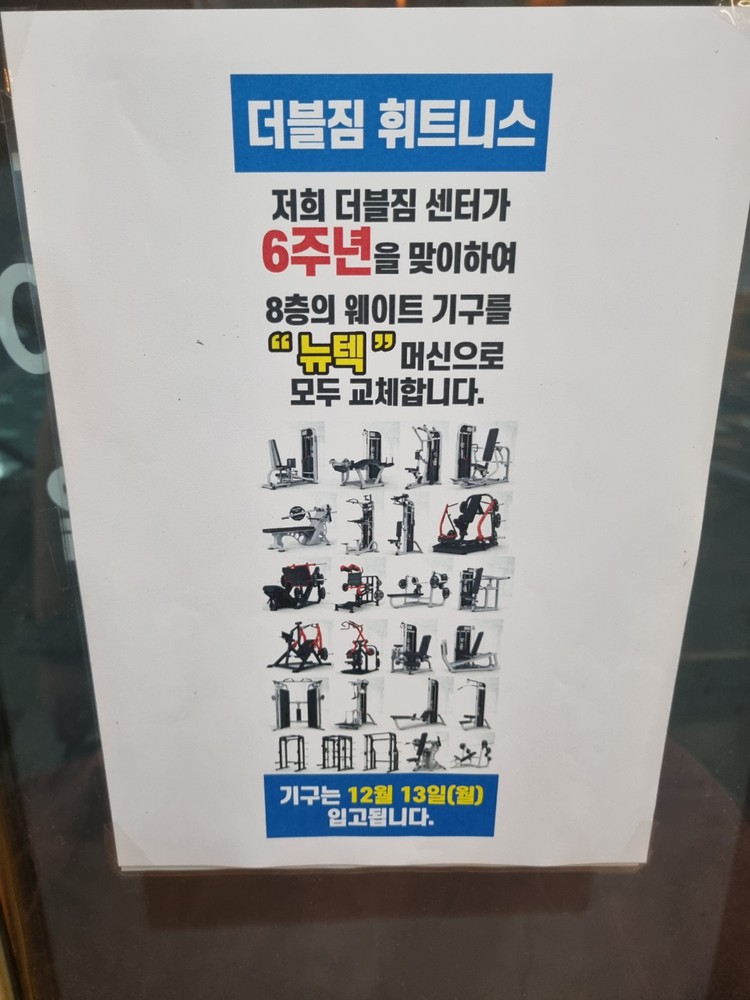 더블짐 휘트니스
저희 더블짐 센터가
6주년을 맞이하여
8층의 웨이트 기구를
“뉴텍”머신으로
모두 교체합니다.
기구는 12월 13일(월)
입고됩니다.